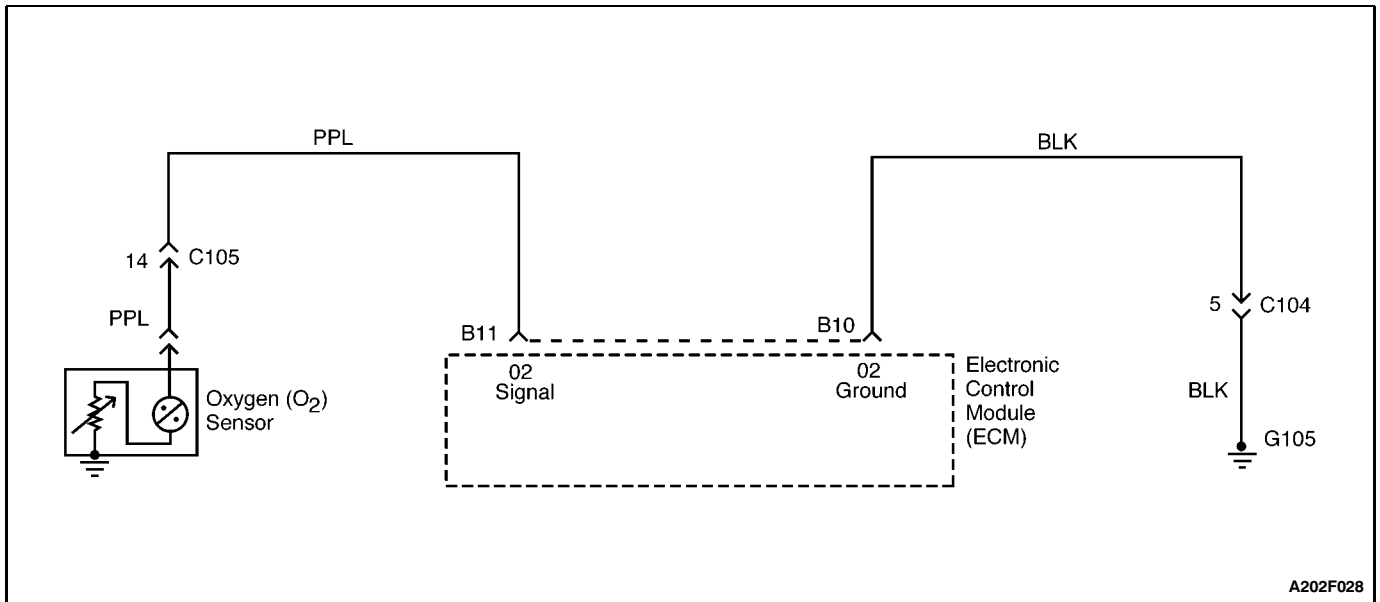 PPL
BLK
14
C105
PPL
B11
B10
5
C104
02
Signal
02
Ground
Electronic
Control
Module
(ECM)
Oxygen (O2)
Sensor
BLK
G105
A202F028